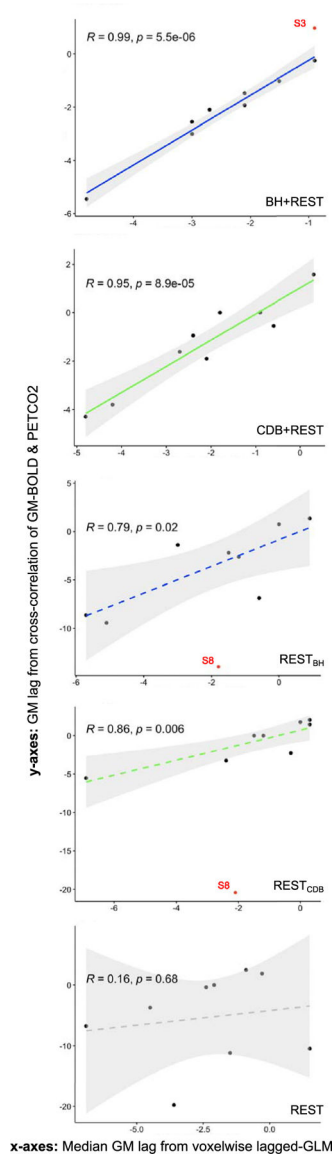 y-axes: GM lag from cross-correlation of GM-BOLD & PETCO2
S3
R = 0.99, p = 5.5e-06
0
-2
-4
-6
BH+REST
-4
-3
-2
-1
R = 0.95, p = 8.9e-05
2
0
-2
-4
CDB+REST
-5
-4
-3
-2
-1
0
5
R = 0.79, p = 0.02
0
-5
-10
S8
REST_BH
-6
-4
-2
0
R = 0.86, p = 0.006
0
-5
-10
-15
-20
S8
REST_CDB
-6
-4
-2
0
R = 0.16, p = 0.68
0
-10
-20
REST
-5.0
-2.5
0.0
x-axes: Median GM lag from voxelwise lagged-GLM